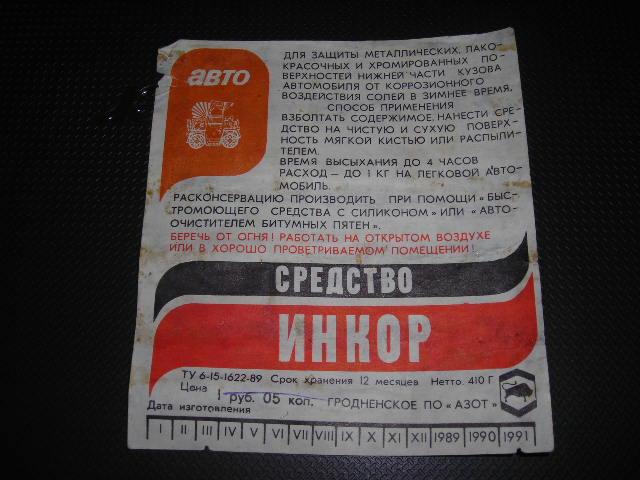 авто
ДЛЯ ЗАЩИТЫ МЕТАЛЛИЧЕСКИХ, ЛАКО-
КРАСОЧНЫХ И ХРОМИРОВАННЫХ ПО-
ВЕРХНОСТЕЙ НИЖНЕЙ ЧАСТИ КУЗОВА
АВТОМОБИЛЯ ОТ КОРРОЗИОННОГО
ВОЗДЕЙСТВИЯ СОЛЕЙ В ЗИМНЕЕ ВРЕМЯ.
СПОСОБ ПРИМЕНЕНИЯ
ВЗБОЛТАТЬ СОДЕРЖИМОЕ, НАНЕСТИ СРЕ-
ДСТВО НА ЧИСТУЮ И СУХУЮ ПОВЕРХ-
НОСТЬ МЯГКОЙ КИСТЬЮ ИЛИ РАСПЫЛИ-
ТЕЛЕМ.
ВРЕМЯ ВЫСЫХАНИЯ ДО 4 ЧАСОВ
РАСХОД — ДО 1 КГ НА ЛЕГКОВОЙ АВТО-
МОБИЛЬ.
РАСКОНСЕРВАЦИЮ ПРОИЗВОДИТЬ ПРИ ПОМОЩИ « БЫС-
ТРОМОЮЩЕГО СРЕДСТВА С СИЛИКОНОМ » ИЛИ « АВТО-
ОЧИСТИТЕЛЕМ БИТУМНЫХ ПЯТЕН ».
БЕРЕЧЬ ОТ ОГНЯ! РАБОТАТЬ НА ОТКРЫТОМ ВОЗДУХЕ
ИЛИ В ХОРОШО ПРОВЕТРИВАЕМОМ ПОМЕЩЕНИИ!
СРЕДСТВО
ИНКОР
ТУ 6-15-1622-89 Срок хранения 12 месяцев Нетто. 410 Г
Цена 1 руб. 05 коп. ГРОДНЕНСКОЕ ПО « АЗОТ »
Дата изготовления
I II III IV V VI VII VIII IX X XI XII 1989 1990 1991